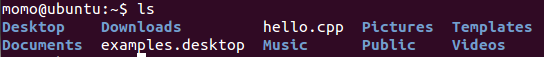 momo@ubuntu:~$ ls
Desktop Downloads hello.cpp Pictures Templates
Documents examples.desktop Music Public Videos